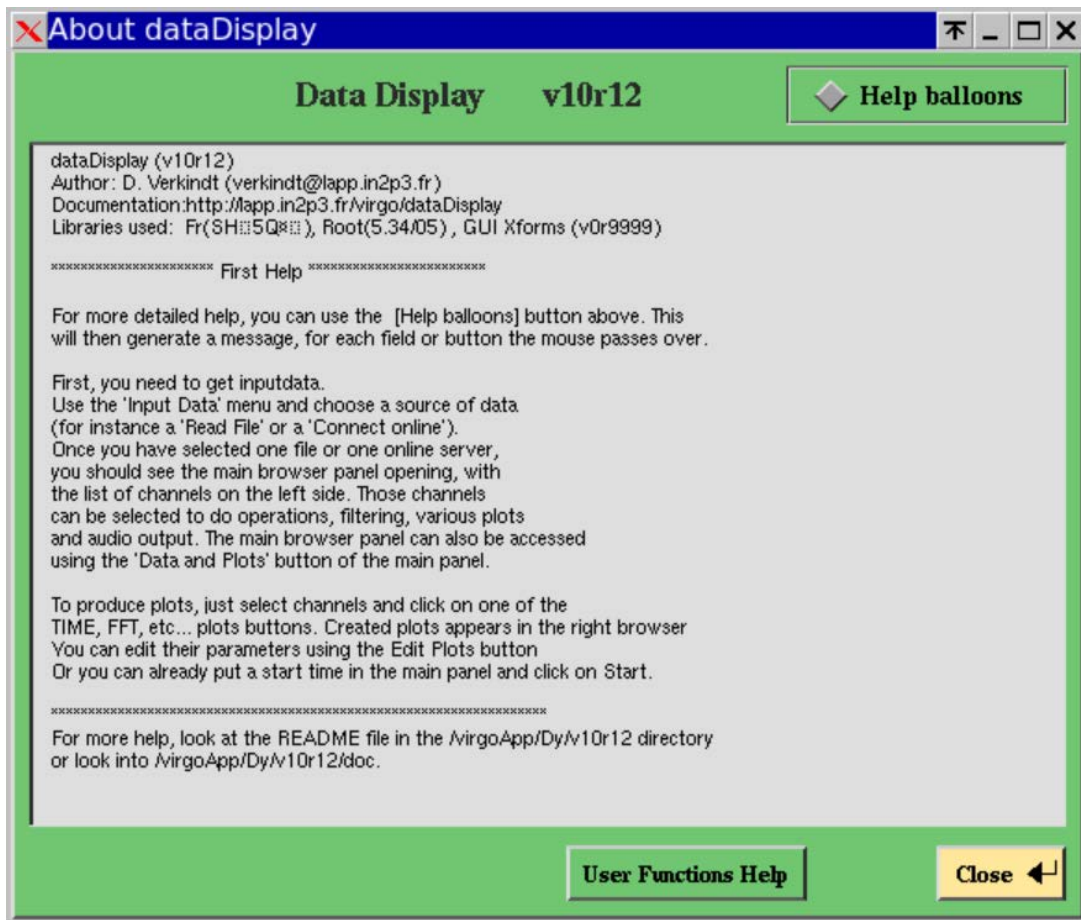 About dataDisplay
Data Display v10r12
Help balloons
dataDisplay (v10r12)
Author: D. Verkindt (verkindt@lapp.in2p3.fr)
Documentation:http://lapp.in2p3.fr/virgo/dataDisplay
Libraries used: Fr(SH 5Q¤ ), Root(5.34/05) , GUI Xforms (v0r9999)
********************** First Help ************************
For more detailed help, you can use the [Help balloons] button above. This
will then generate a message, for each field or button the mouse passes over.
First, you need to get inputdata.
Use the 'Input Data' menu and choose a source of data
(for instance a 'Read File' or a 'Connect online').
Once you have selected one file or one online server,
you should see the main browser panel opening, with
the list of channels on the left side. Those channels
can be selected to do operations, filtering, various plots
and audio output. The main browser panel can also be accessed
using the 'Data and Plots' button of the main panel.
To produce plots, just select channels and click on one of the
TIME, FFT, etc... plots buttons. Created plots appears in the right browser
You can edit their parameters using the Edit Plots button
Or you can already put a start time in the main panel and click on Start.
*******************************************************************
For more help, look at the README file in the /virgoApp/Dy/v10r12 directory
or look into /virgoApp/Dy/v10r12/doc.
User Functions Help
Close